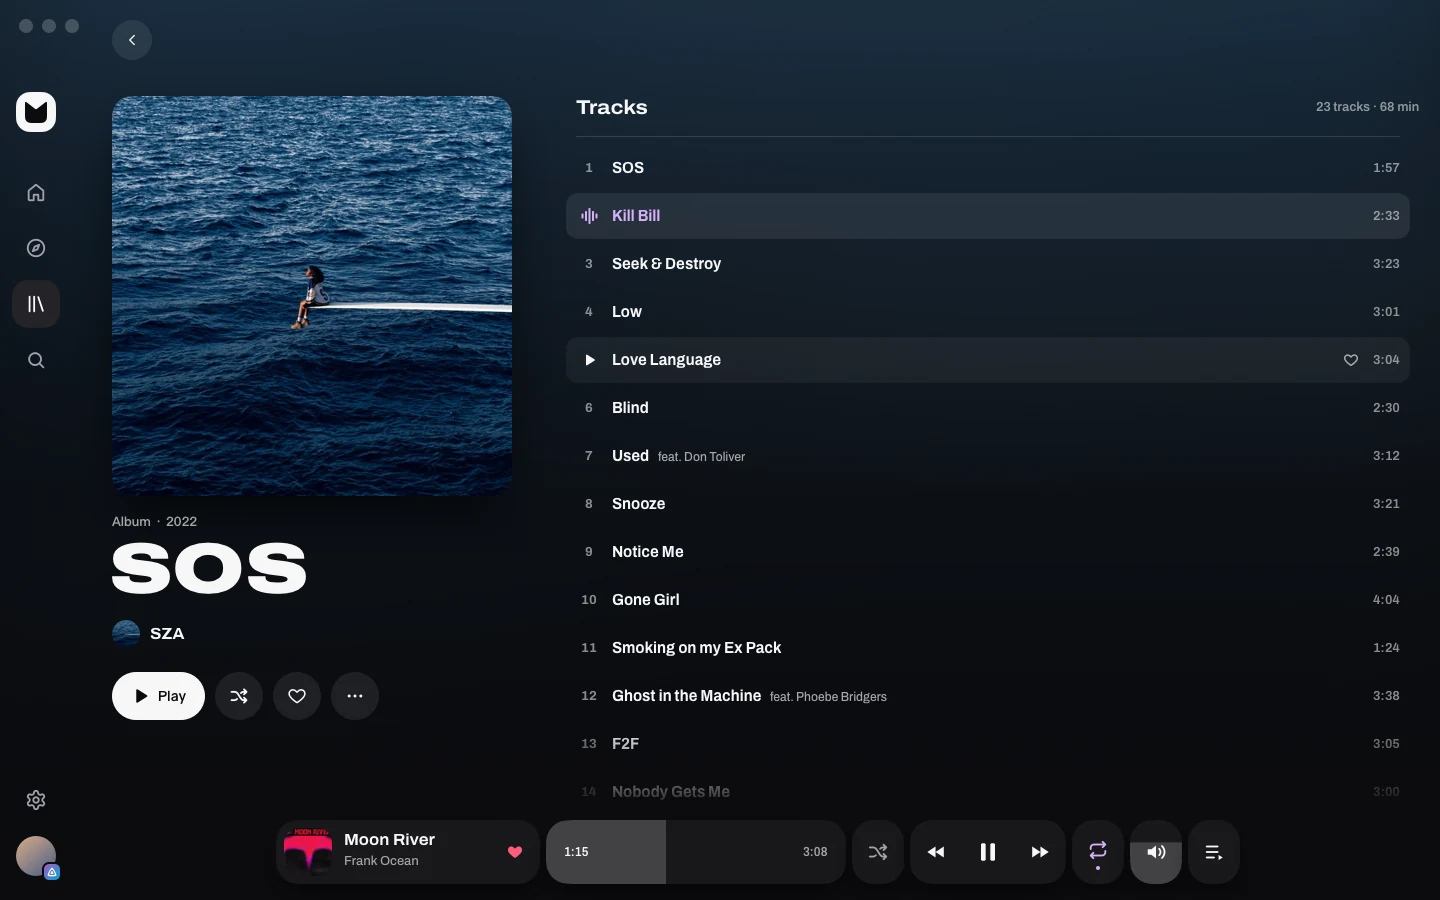 Tracks
23 tracks · 68 min
1 SOS 1:57
Kill Bill 2:33
3 Seek & Destroy 3:23
4 Low 3:01
Love Language 3:04
6 Blind 2:30
7 Used feat. Don Toliver 3:12
8 Snooze 3:21
9 Notice Me 2:39
10 Gone Girl 4:04
11 Smoking on my Ex Pack 1:24
12 Ghost in the Machine feat. Phoebe Bridgers 3:38
13 F2F 3:05
14 Nobody Gets Me 3:00
Album · 2022
SOS
SZA
Play
MOON RIVER
Moon River
Frank Ocean
1:15
3:08